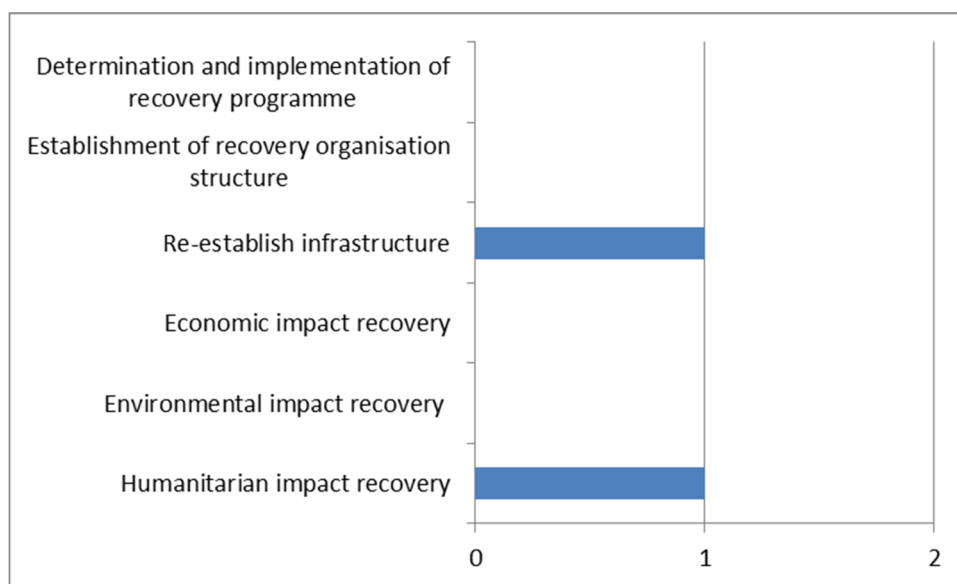 Determination and implementation of
recovery programme
Establishment of recovery organisation
structure
Re-establish infrastructure
Economic impact recovery
Environmental impact recovery
Humanitarian impact recovery
0 1 2